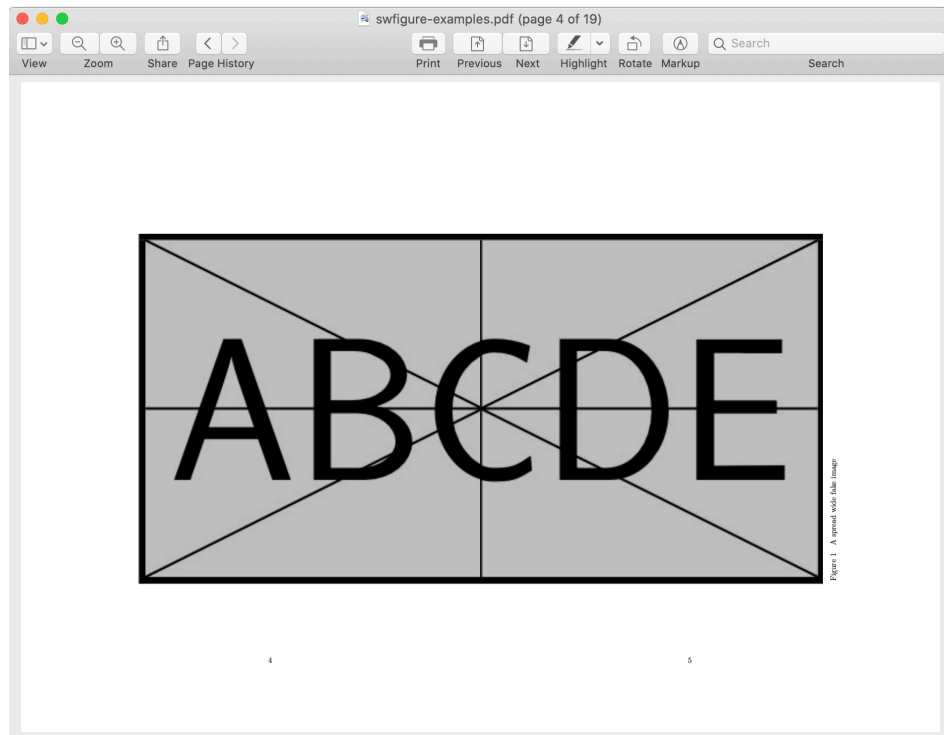 swfigure-examples.pdf (page 4 of 19)
Search
View Zoom Share Page History Print Previous Next Highlight Rotate Markup Search
ABCDE
Figure 1 A spread wide fake image
4 5